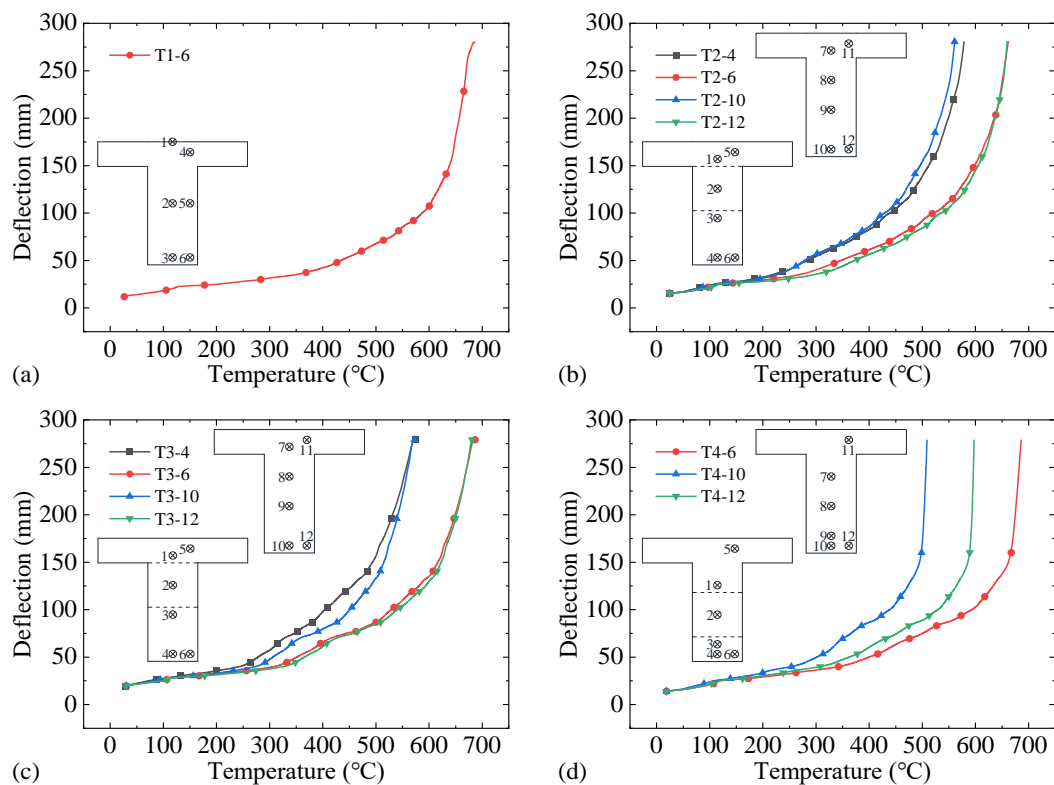 300
250
200
150
100
50
0
Deflection (mm)
T1-6
1
4
2
5
3
6
0 100 200 300 400 500 600 700
Temperature (°C)
(a)
300
250
200
150
100
50
0
Deflection (mm)
T2-4
T2-6
T2-10
T2-12
7
11
8
9
10
12
1
5
2
3
4
6
0 100 200 300 400 500 600 700
Temperature (°C)
(b)
300
250
200
150
100
50
0
Deflection (mm)
T3-4
T3-6
T3-10
T3-12
7
11
8
9
10
12
1
5
2
3
4
6
0 100 200 300 400 500 600 700
Temperature (°C)
(c)
300
250
200
150
100
50
0
Deflection (mm)
T4-6
T4-10
T4-12
11
7
8
9
10
12
5
1
2
3
4
6
0 100 200 300 400 500 600 700
Temperature (°C)
(d)